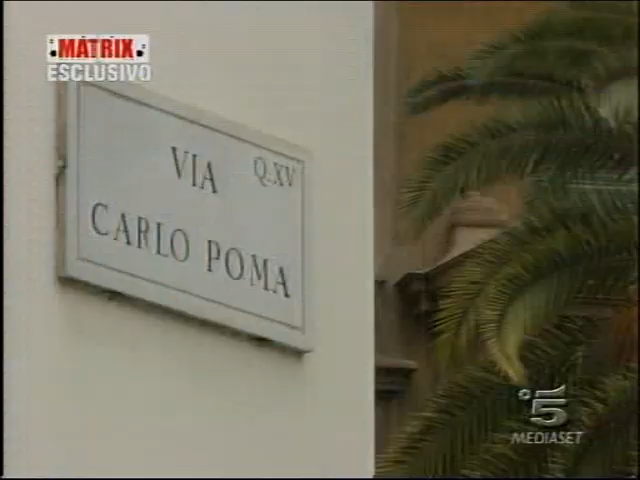 MATRIX
ESCLUSIVO
Q.XV
VIA
CARLO POMA
5
MEDIASET